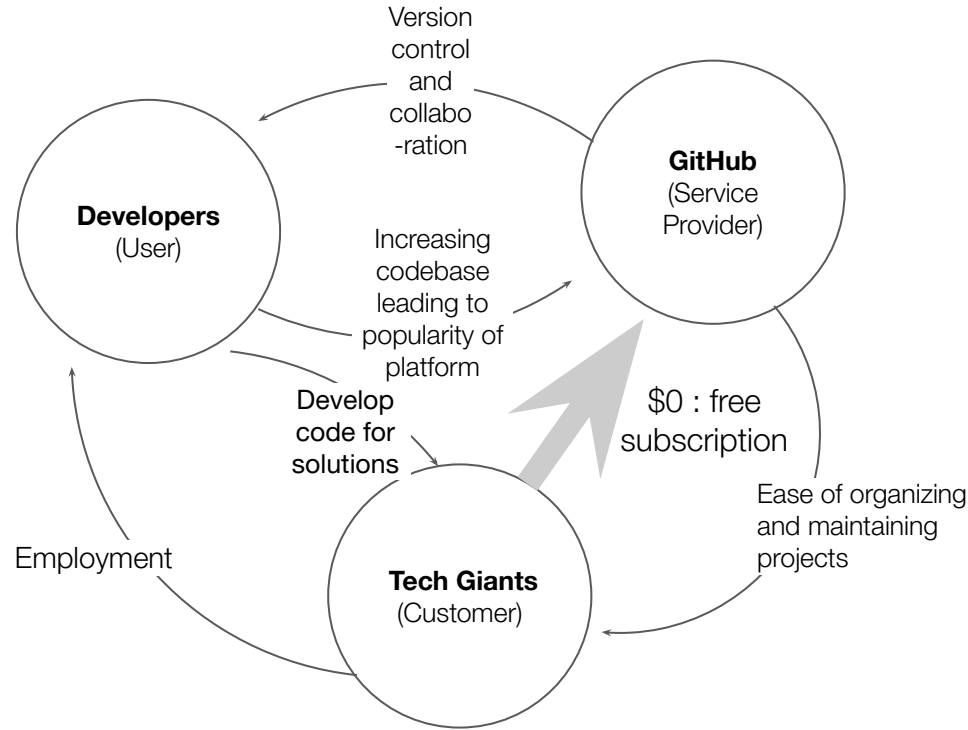 Version
control
and
collabo
-ration
GitHub
(Service
Provider)
Developers
(User)
Increasing
codebase
leading to
popularity of
platform
Develop
code for
solutions
$0 : free
subscription
Ease of organizing
and maintaining
projects
Employment
Tech Giants
(Customer)